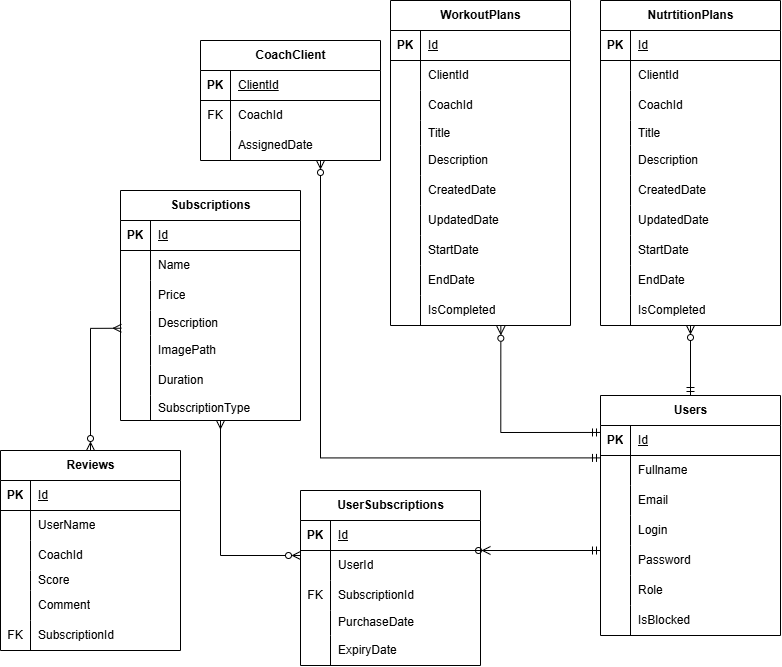 WorkoutPlans
PK Id
ClientId
CoachId
Title
Description
CreatedDate
UpdatedDate
StartDate
EndDate
IsCompleted
NutrtitionPlans
PK Id
ClientId
CoachId
Title
Description
CreatedDate
UpdatedDate
StartDate
EndDate
IsCompleted
CoachClient
PK ClientId
FK CoachId
AssignedDate
Subscriptions
PK Id
Name
Price
Description
ImagePath
Duration
SubscriptionType
Users
PK Id
Fullname
Email
Login
Password
Role
IsBlocked
Reviews
PK Id
UserName
CoachId
Score
Comment
FK SubscriptionId
UserSubscriptions
PK Id
UserId
FK SubscriptionId
PurchaseDate
ExpiryDate